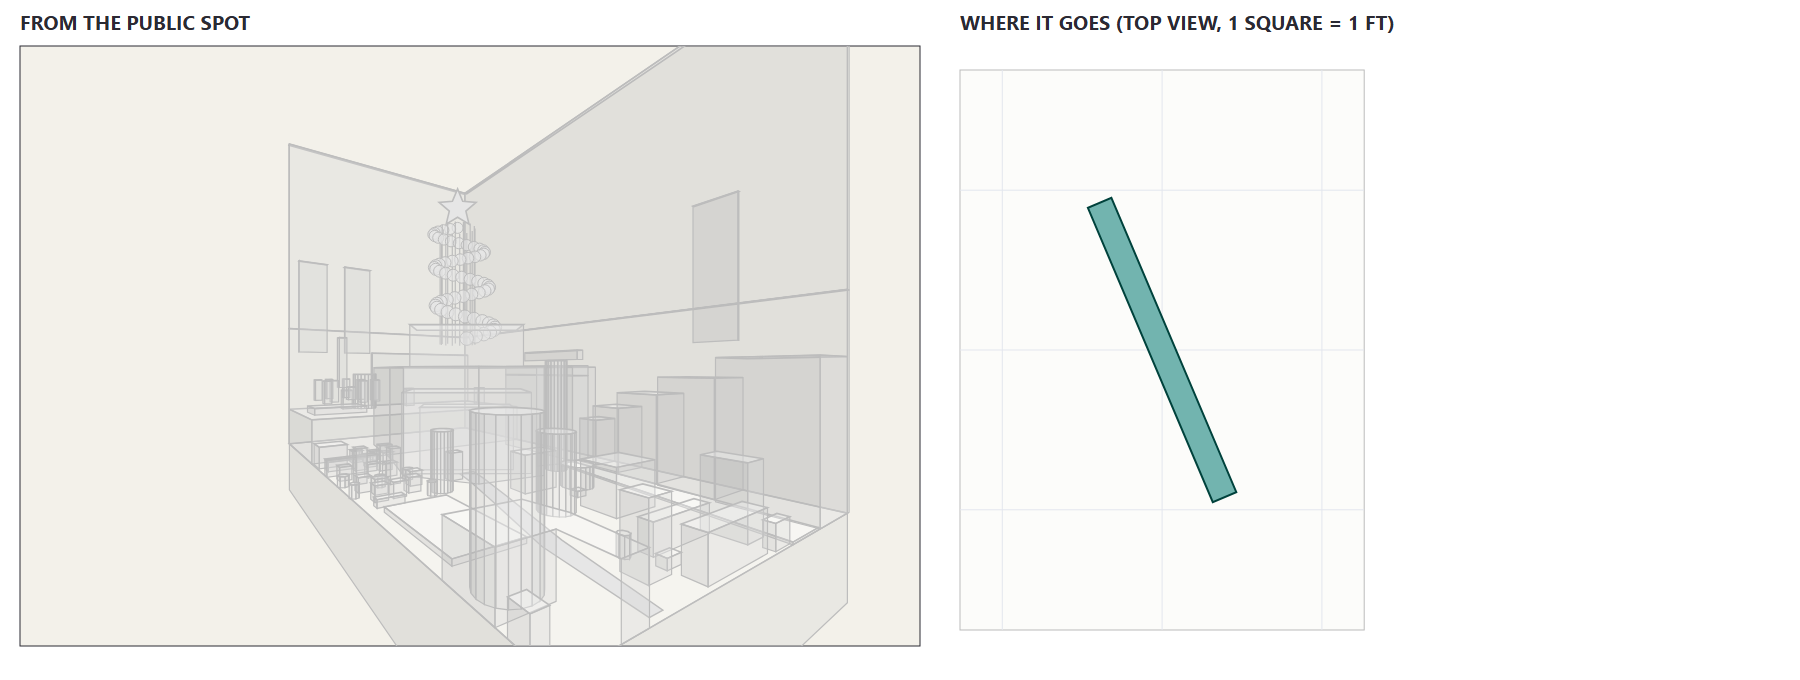 FROM THE PUBLIC SPOT
WHERE IT GOES (TOP VIEW, 1 SQUARE = 1 FT)